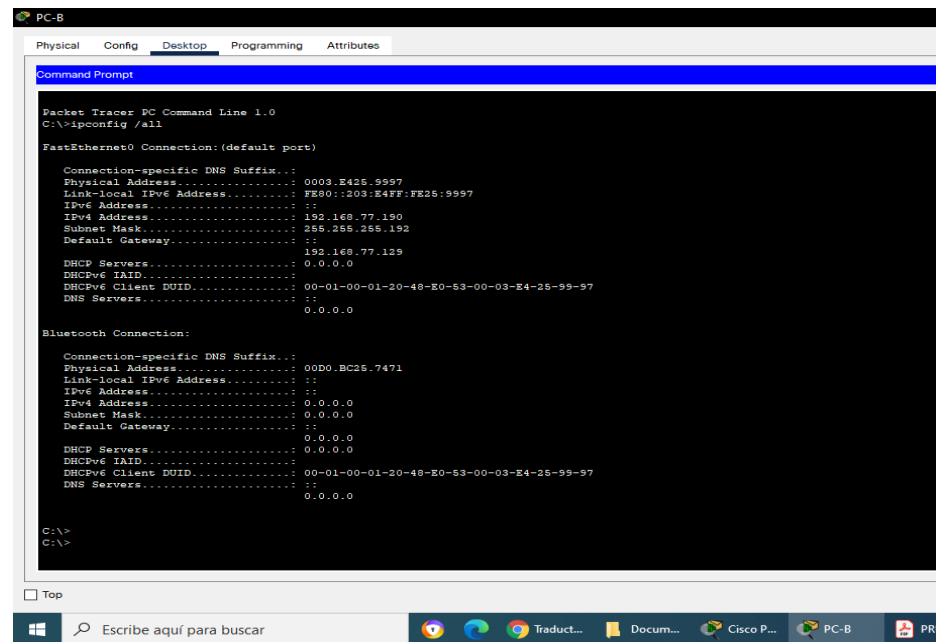 PC-B
Physical Config Desktop Programming Attributes
Command Prompt
Packet Tracer PC Command Line 1.0
C:\>ipconfig /all
FastEthernet0 Connection:(default port)
Connection-specific DNS Suffix..:
Physical Address................: 0003.E425.9997
Link-local IPv6 Address.........: FE80::203:E4FF:FE25:9997
IPv6 Address....................: ::
IPv4 Address....................: 192.168.77.190
Subnet Mask.....................: 255.255.255.192
Default Gateway.................: ::
192.168.77.129
DHCP Servers....................: 0.0.0.0
DHCPv6 IAID.....................:
DHCPv6 Client DUID..............: 00-01-00-01-20-48-E0-53-00-03-E4-25-99-97
DNS Servers.....................: ::
0.0.0.0
Bluetooth Connection:
Connection-specific DNS Suffix..:
Physical Address................: 00D0.BC25.7471
Link-local IPv6 Address.........: ::
IPv6 Address....................: ::
IPv4 Address....................: 0.0.0.0
Subnet Mask.....................: 0.0.0.0
Default Gateway.................: ::
0.0.0.0
DHCP Servers....................: 0.0.0.0
DHCPv6 IAID.....................:
DHCPv6 Client DUID..............: 00-01-00-01-20-48-E0-53-00-03-E4-25-99-97
DNS Servers.....................: ::
0.0.0.0
C:\>
C:\>
Top
Escribe aquí para buscar Traduct... Docum... Cisco P... PC-B PR